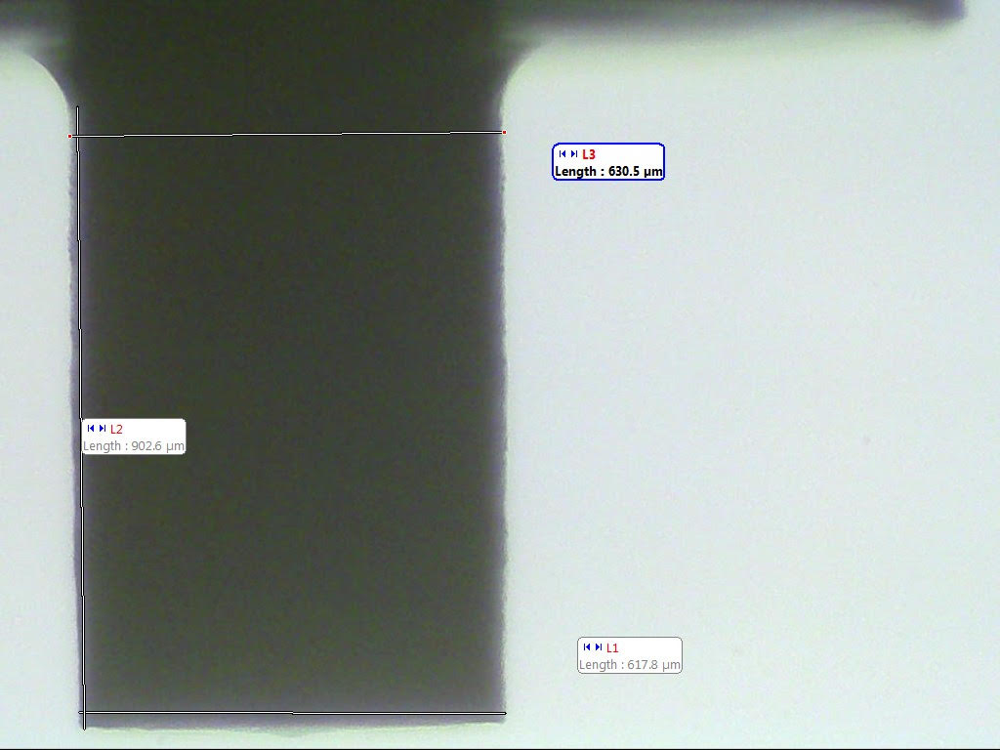 L3
Length : 630.5 µm
L2
Length : 902.6 µm
L1
Length : 617.8 µm